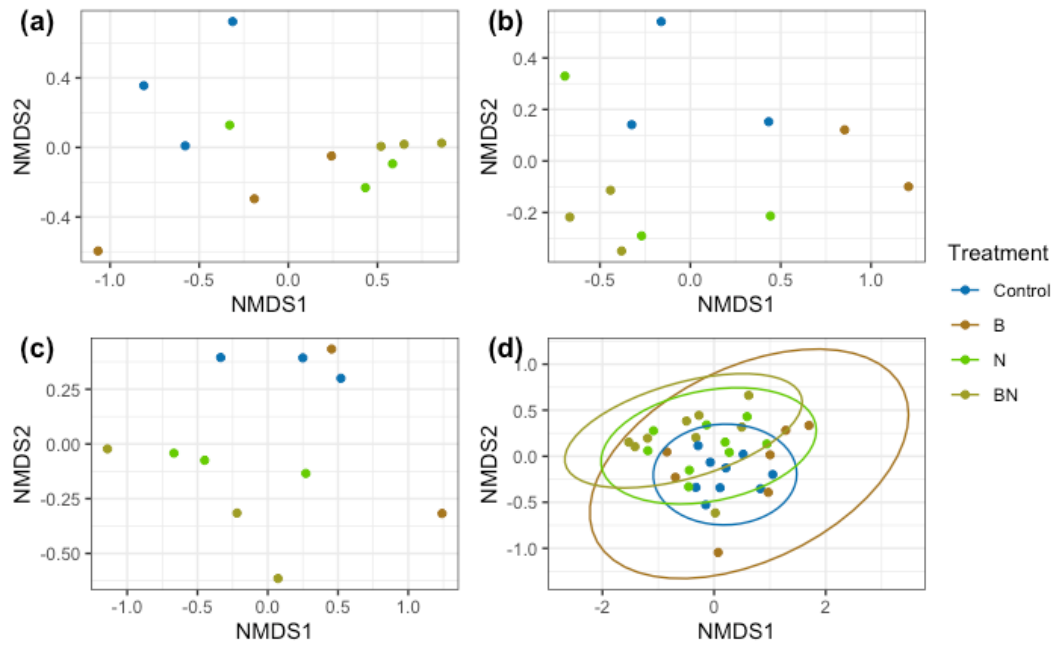 (a)
NMDS2
0.4
0.0
-0.4
-1.0 -0.5 0.0 0.5
NMDS1
(b)
NMDS2
0.4
0.2
0.0
-0.2
-0.5 0.0 0.5 1.0
NMDS1
(c)
NMDS2
0.25
0.00
-0.25
-0.50
-1.0 -0.5 0.0 0.5 1.0
NMDS1
(d)
NMDS2
1.0
0.5
0.0
-0.5
-1.0
-2 0 2
NMDS1
Treatment
Control
B
N
BN